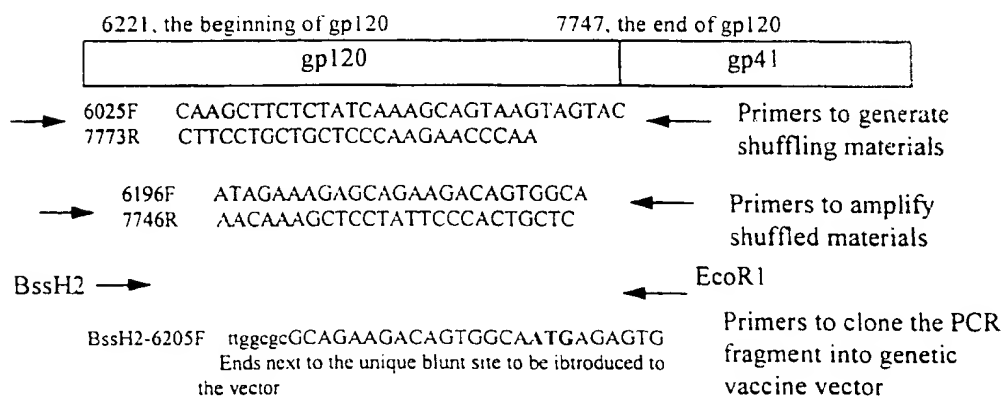 6221, the beginning of gp120 7747, the end of gp120
gp120 gp41
6025F CAAGCTTCTCTATCAAAGCAGTAAGTAGTAC
7773R CTTCCTGCTGCTCCCAAGAACCCAA
Primers to generate
shuffling materials
6196F ATAGAAAGAGCAGAAGACAGTGGCA
7746R AACAAAGCTCCTATTCCCACTGCTC
Primers to amplify
shuffled materials
BssH2 EcoR1
BssH2-6205F ttggcgcGCAGAAGACAGTGGCAATGAGAGTG
Ends next to the unique blunt site to be ibtroduced to
the vector
Primers to clone the PCR
fragment into genetic
vaccine vector